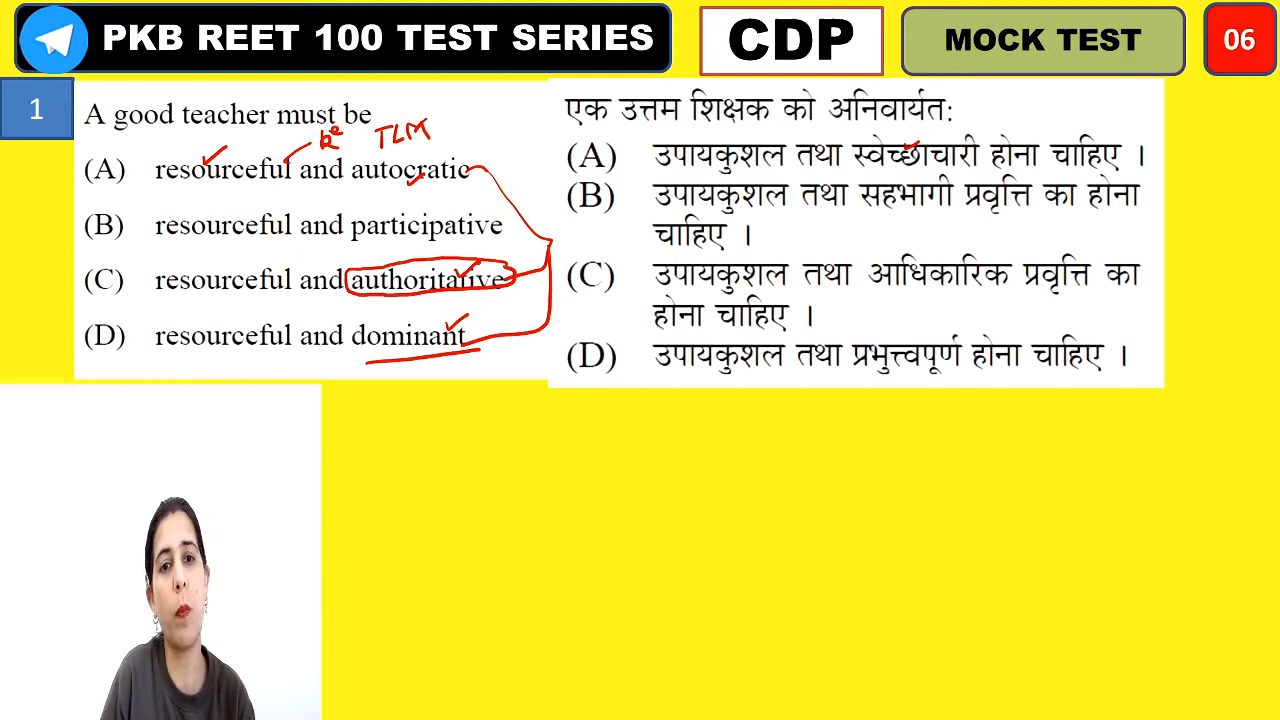 PKB REET 100 TEST SERIES
CDP
MOCK TEST
06
1
A good teacher must be
TLM
(A) resourceful and autocratic
(B) resourceful and participative
(C) resourceful and authoritative
(D) resourceful and dominant
एक उत्तम शिक्षक को अनिवार्यतः
(A) उपायकुशल तथा स्वेच्छाचारी होना चाहिए ।
(B) उपायकुशल तथा सहभागी प्रवृत्ति का होना
चाहिए ।
(C) उपायकुशल तथा आधिकारिक प्रवृत्ति का
होना चाहिए ।
(D) उपायकुशल तथा प्रभुत्त्वपूर्ण होना चाहिए ।